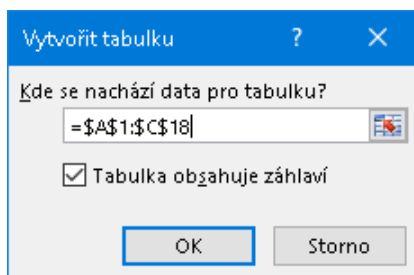 Vytvořit tabulku ? ×
Kde se nachází data pro tabulku?
=$A$1:$C$18
Tabulka obsahuje záhlaví
OK Storno